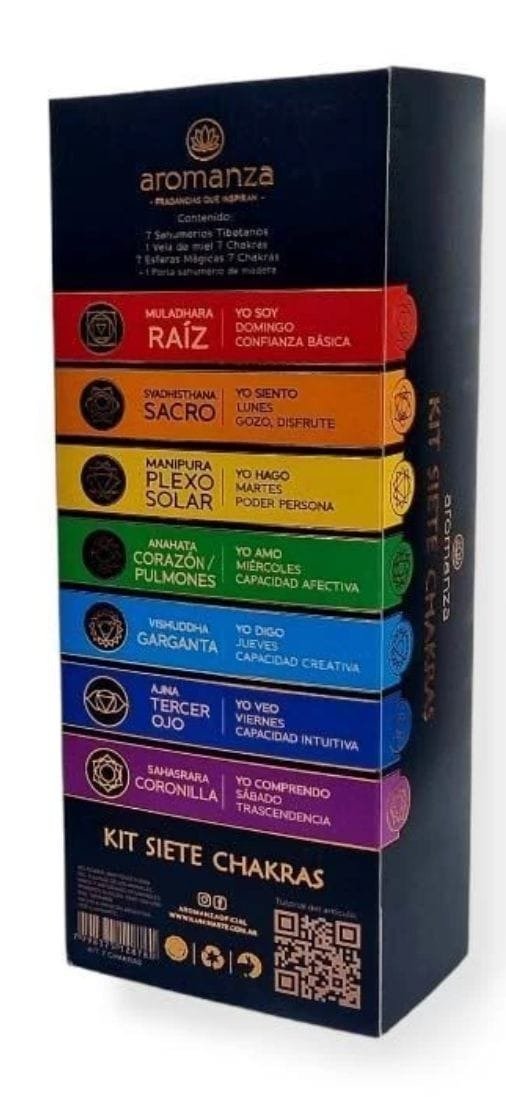 aromanza
- FRAGANCIAS QUE INSPIRAN -
Contenido:
7 Sahumerios Tibetanos
1 Vela de miel 7 Chakras
7 Esferas Mágicas 7 Chakras
- 1 Porta sahumerio de madera
MULADHARA
RAÍZ
YO SOY
DOMINGO
CONFIANZA BÁSICA
SVADHISTHANA
SACRO
YO SIENTO
LUNES
GOZO, DISFRUTE
MANIPURA
PLEXO
SOLAR
YO HAGO
MARTES
PODER PERSONA
ANAHATA
CORAZÓN /
PULMONES
YO AMO
MIÉRCOLES
CAPACIDAD AFECTIVA
VISHUDDHA
GARGANTA
YO DIGO
JUEVES
CAPACIDAD CREATIVA
AJNA
TERCER
OJO
YO VEO
VIERNES
CAPACIDAD INTUITIVA
SAHASRARA
CORONILLA
YO COMPRENDO
SÁBADO
TRASCENDENCIA
KIT SIETE CHAKRAS
AROMANZAOFICIAL
WWW.ILUMINARTE.COM.AR
Tutorial del artículo
KIT 7 CHAKRAS
aromanza
KIT SIETE CHAKRAS